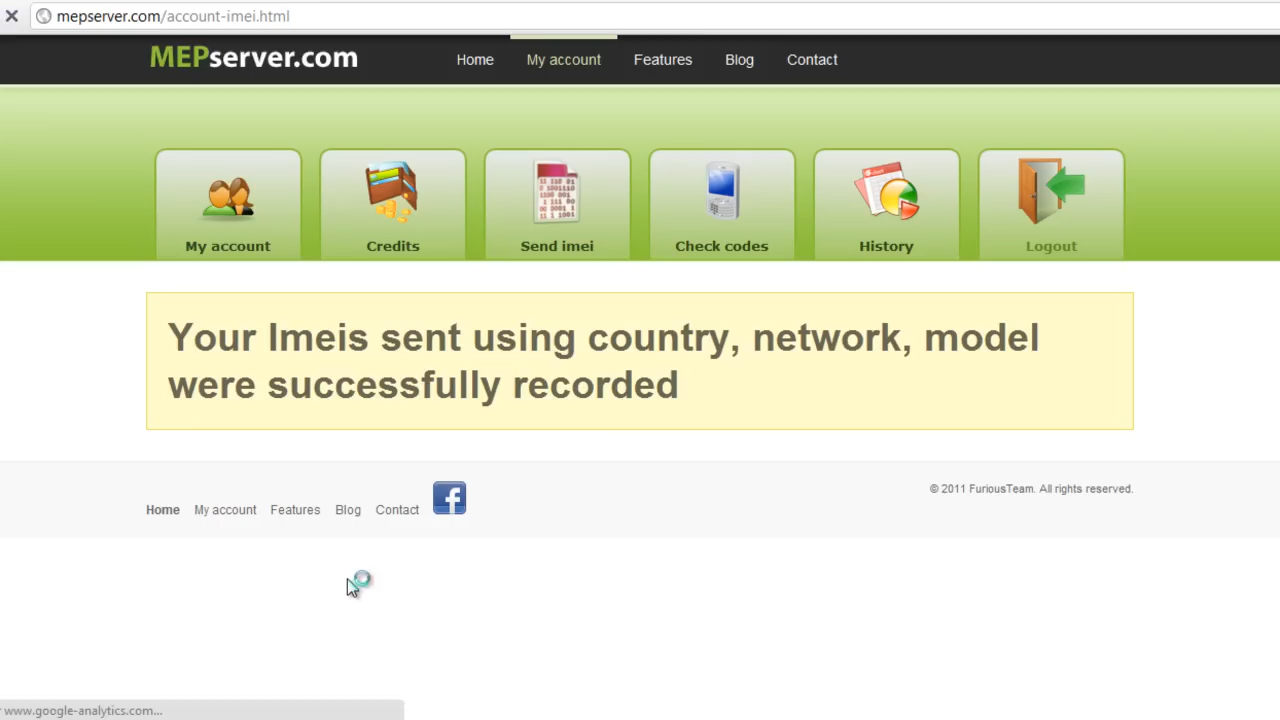 mepserver.com/account-imei.html
MEPserver.com
Home My account Features Blog Contact
My account Credits Send imei Check codes History Logout
Your Imeis sent using country, network, model
were successfully recorded
© 2011 FuriousTeam. All rights reserved.
Home My account Features Blog Contact
www.google-analytics.com...